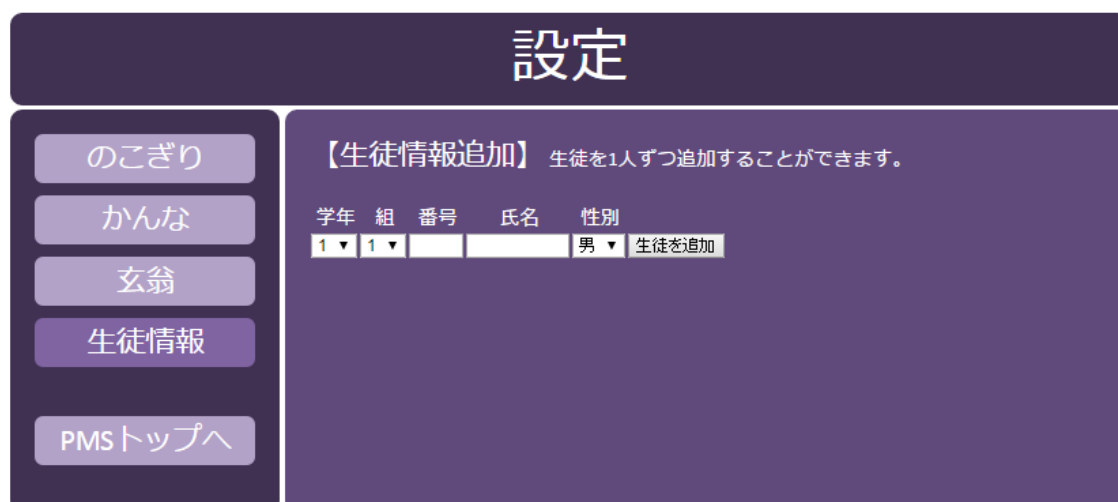 設定
のこぎり
かんな
玄翁
生徒情報
PMSトップへ
【生徒情報追加】 生徒を1人ずつ追加することができます。
学年 組 番号 氏名 性別
1 ▼ 1 ▼ 男 ▼ 生徒を追加